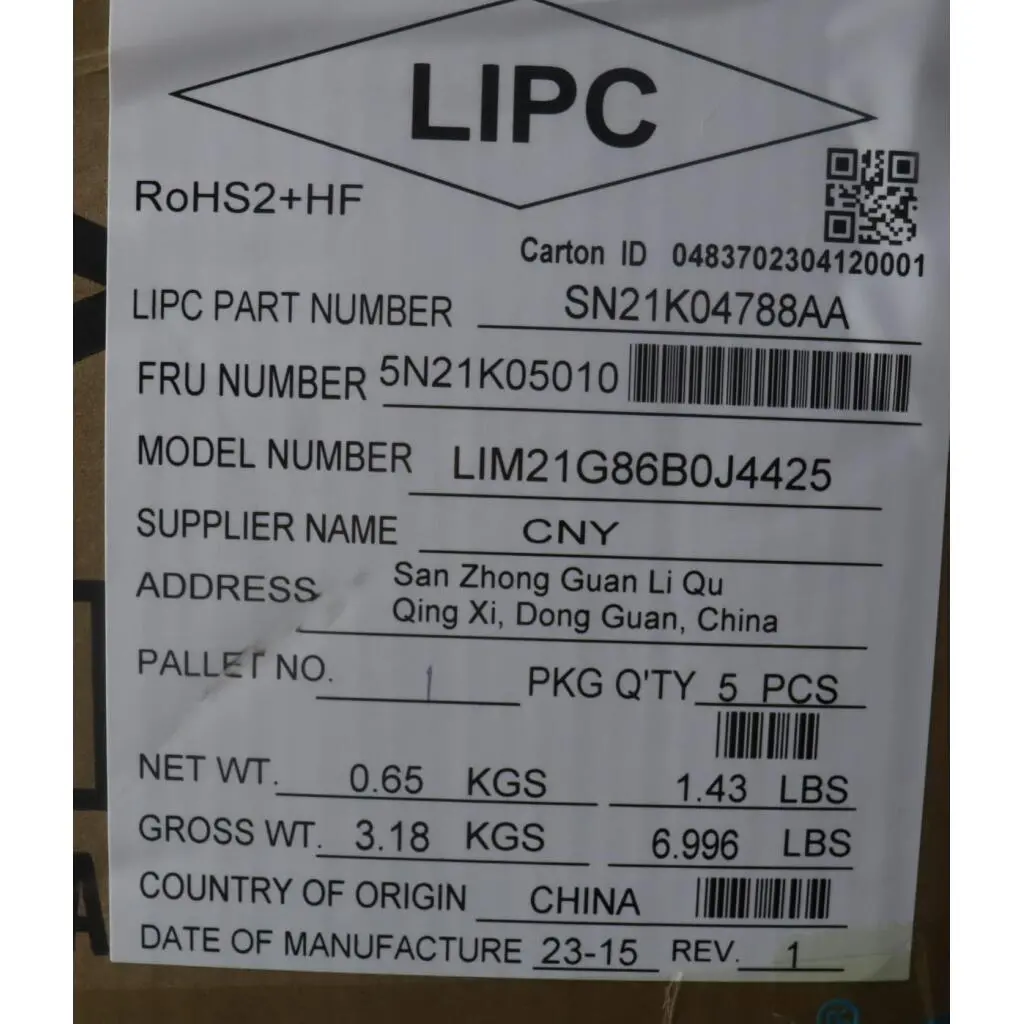 LIPC
RoHS2+HF
Carton ID 0483702304120001
LIPC PART NUMBER SN21K04788AA
FRU NUMBER 5N21K05010
MODEL NUMBER LIM21G86B0J4425
SUPPLIER NAME CNY
ADDRESS San Zhong Guan Li Qu
Qing Xi, Dong Guan, China
PALLET NO. 1 PKG Q'TY 5 PCS
NET WT. 0.65 KGS 1.43 LBS
GROSS WT. 3.18 KGS 6.996 LBS
COUNTRY OF ORIGIN CHINA
DATE OF MANUFACTURE 23-15 REV. 1